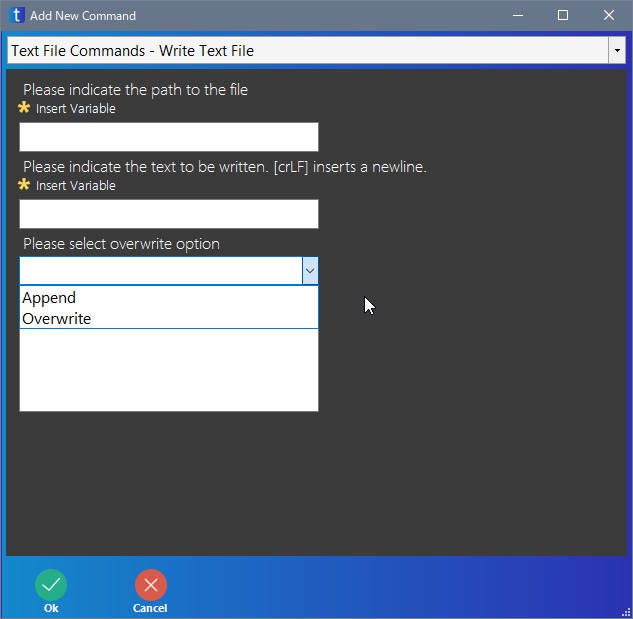 t Add New Command
Text File Commands - Write Text File
Please indicate the path to the file
Insert Variable
Please indicate the text to be written. [crLF] inserts a newline.
Insert Variable
Please select overwrite option
Append
Overwrite
Ok Cancel